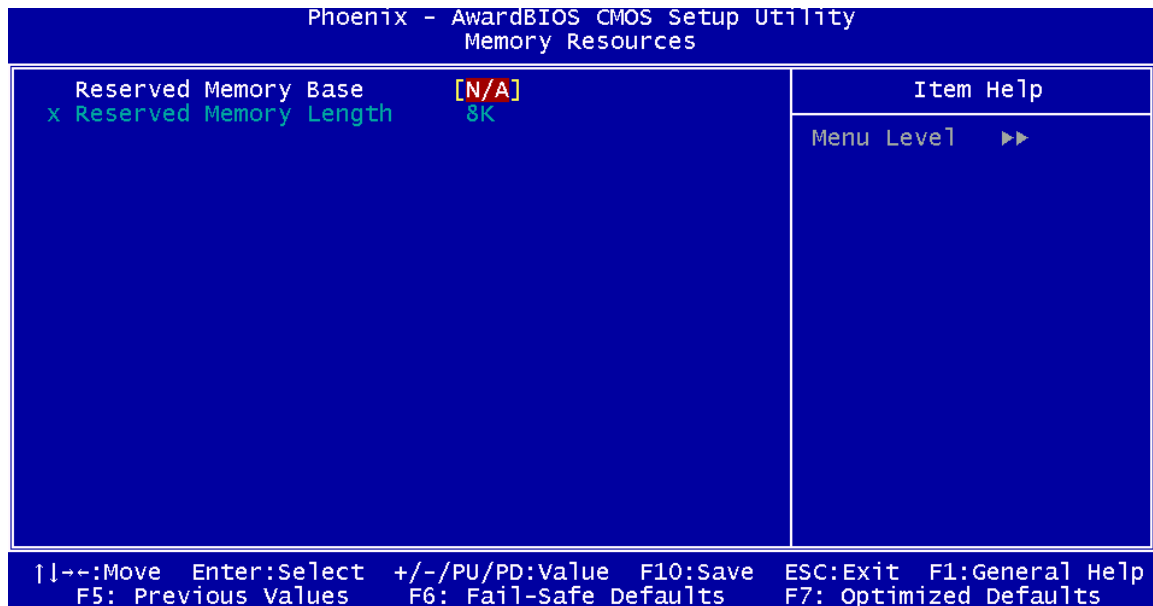 Phoenix - AwardBIOS CMOS Setup Utility
Memory Resources
Reserved Memory Base [N/A]
x Reserved Memory Length 8K
Item Help
Menu Level ▶▶
↑↓→←:Move Enter:Select +/-/PU/PD:Value F10:Save ESC:Exit F1:General Help
F5: Previous Values F6: Fail-Safe Defaults F7: Optimized Defaults